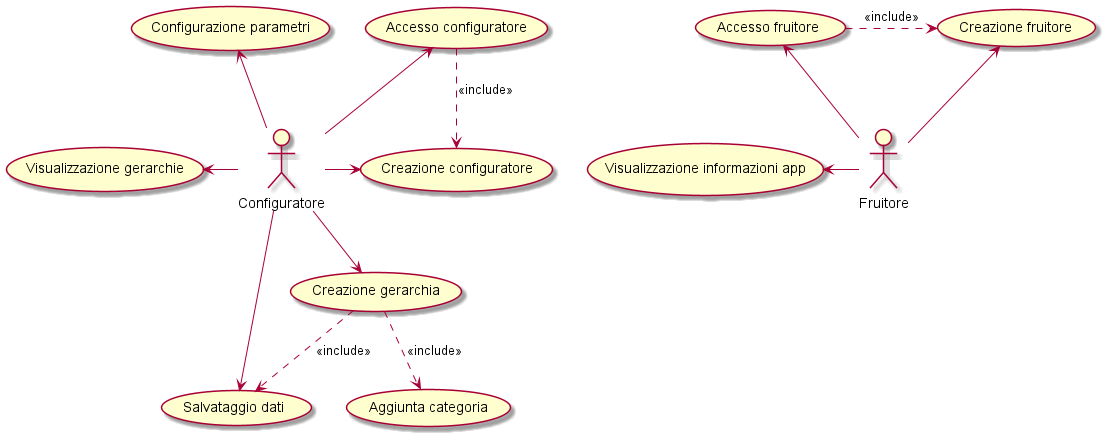 Configurazione parametri
Accesso configuratore
Accesso fruitore
«include»
Creazione fruitore
«include»
Visualizzazione gerarchie
Creazione configuratore
Visualizzazione informazioni app
Configuratore
Fruitore
Creazione gerarchia
«include»
«include»
Salvataggio dati
Aggiunta categoria